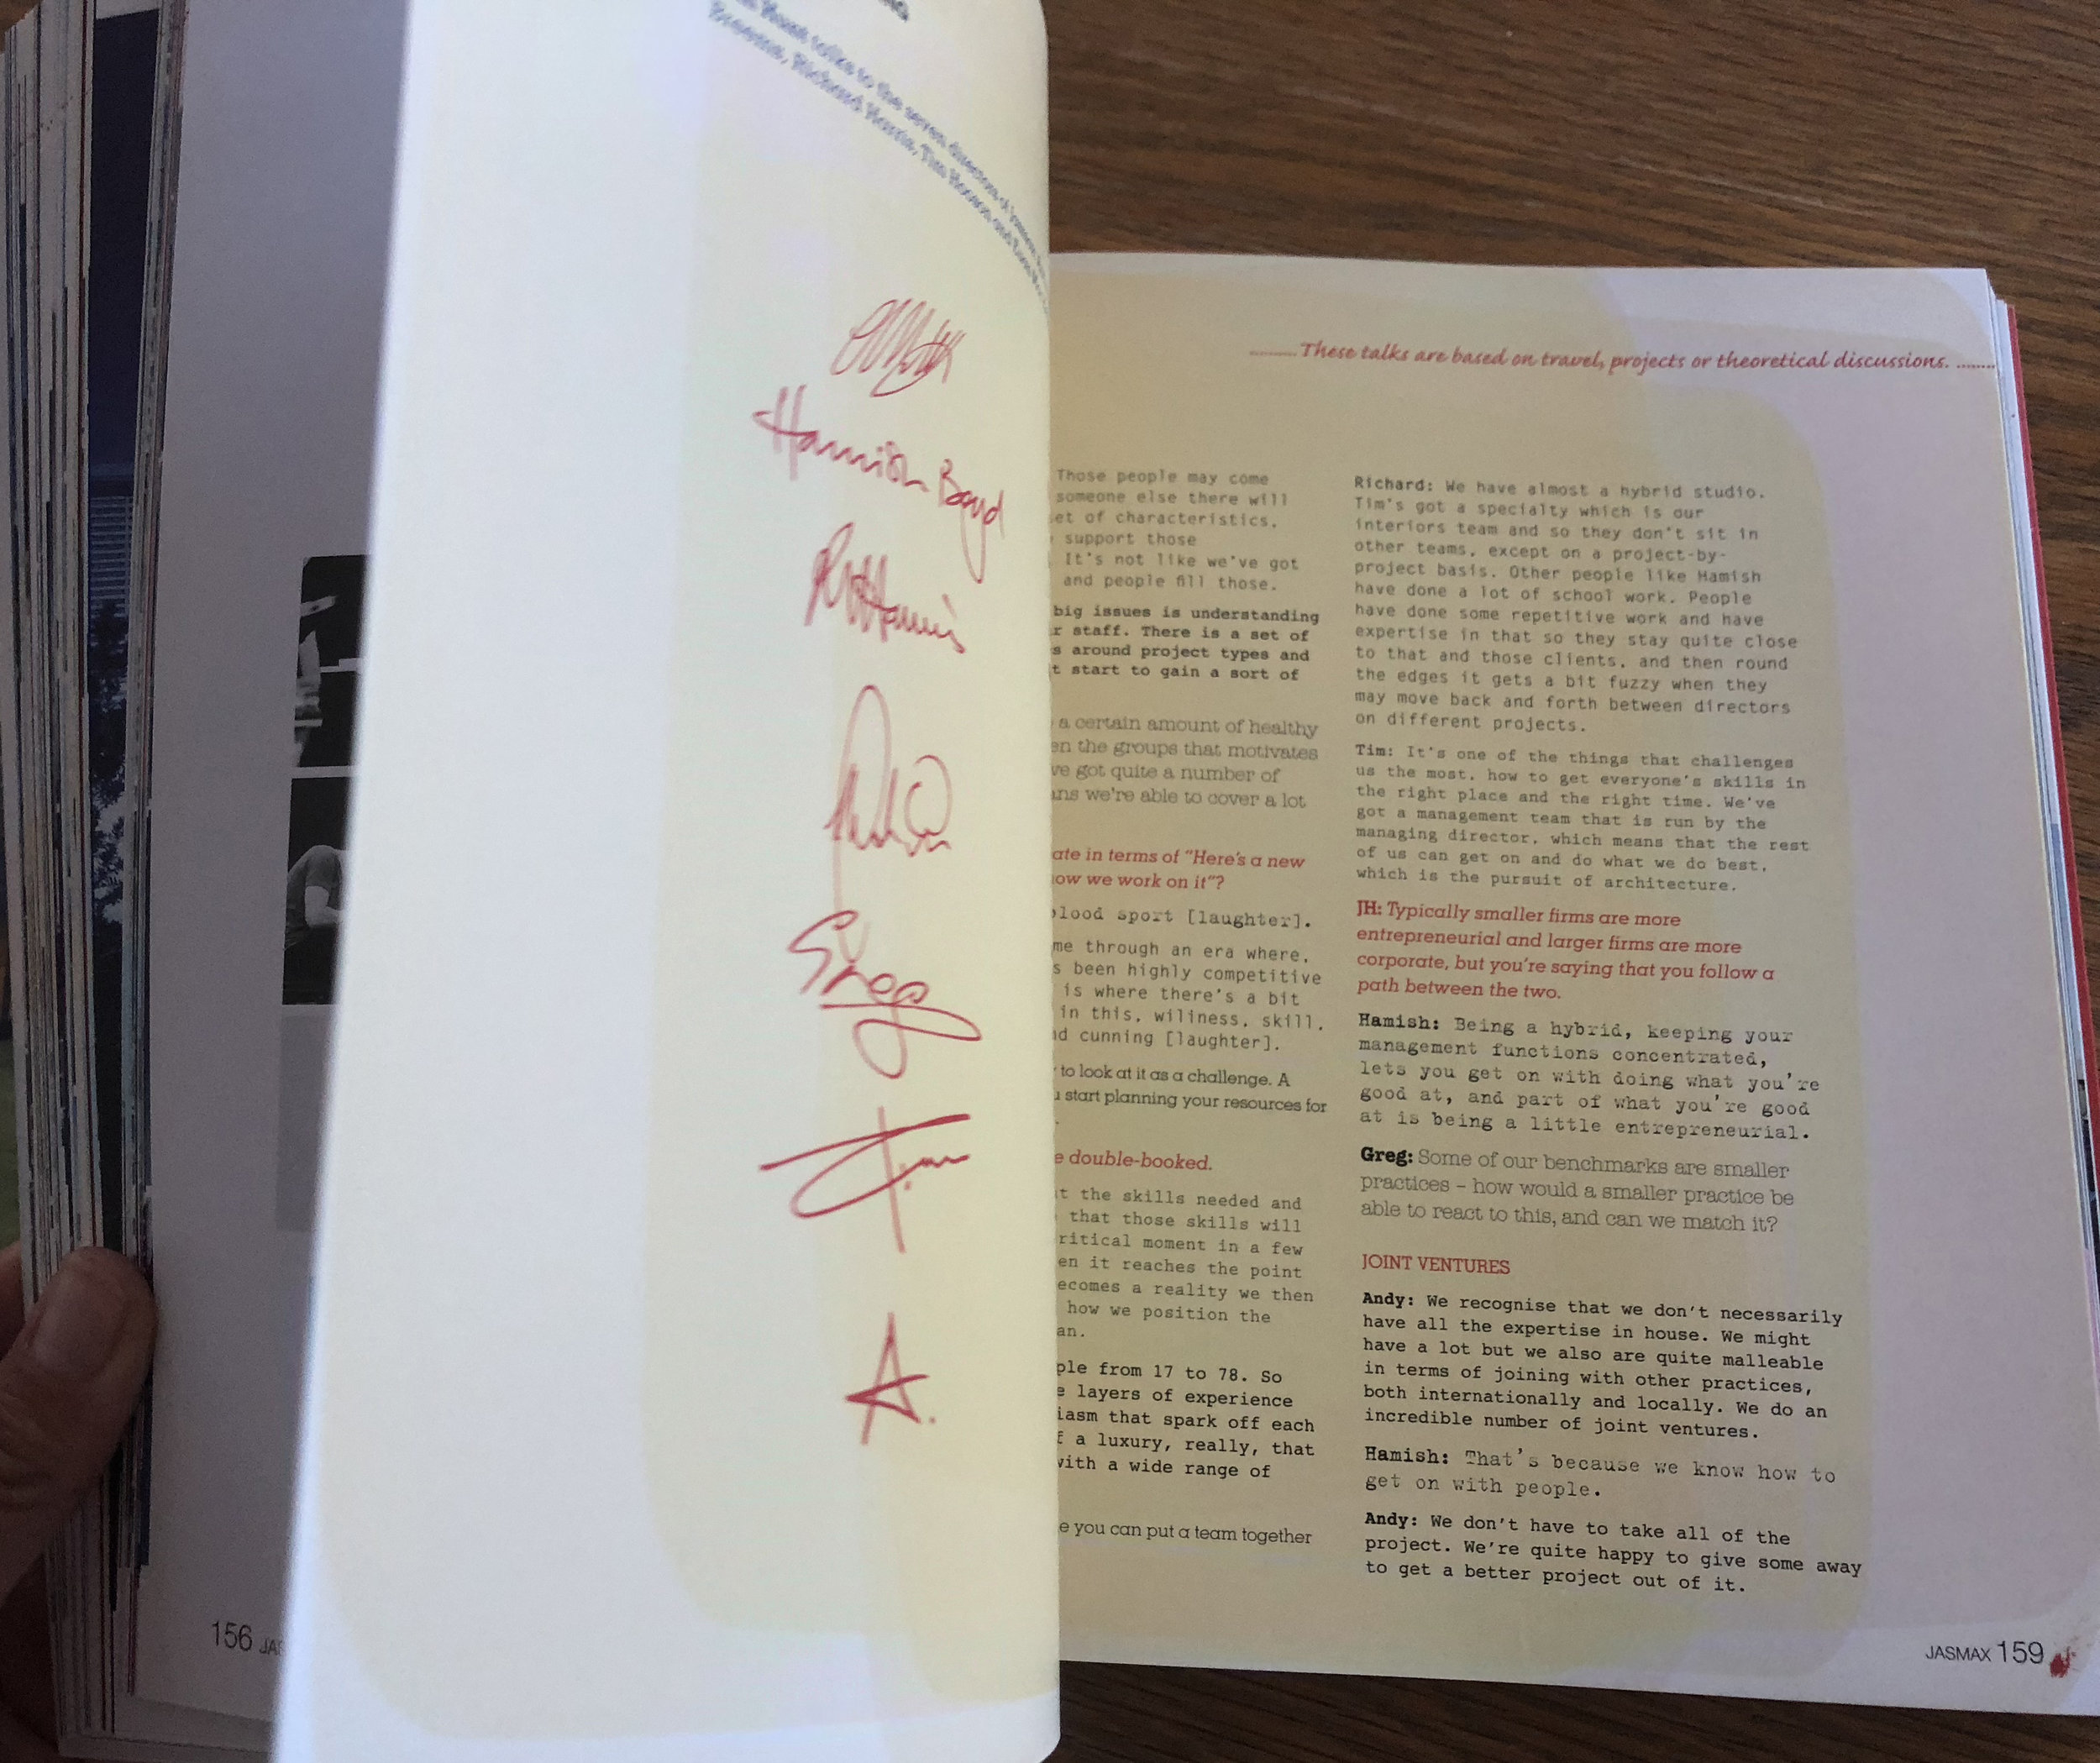 talks to the seven directors of
Richard Harris, Tim Hooson and
Hamish Boyd
RHarris
Greg
Tim
A.
156
These talks are based on travel, projects or theoretical discussions.
Those people may come
someone else there will
et of characteristics.
support those
It's not like we've got
and people fill those.
big issues is understanding
r staff. There is a set of
s around project types and
t start to gain a sort of
a certain amount of healthy
en the groups that motivates
ve got quite a number of
ans we're able to cover a lot
ate in terms of "Here's a new
ow we work on it"?
lood sport [laughter].
me through an era where,
s been highly competitive
is where there's a bit
in this, wiliness, skill,
d cunning [laughter].
to look at it as a challenge. A
u start planning your resources for
e double-booked.
t the skills needed and
that those skills will
ritical moment in a few
en it reaches the point
ecomes a reality we then
how we position the
an.
ple from 17 to 78. So
e layers of experience
iasm that spark off each
f a luxury, really, that
with a wide range of
e you can put a team together
Richard: We have almost a hybrid studio.
Tim's got a specialty which is our
interiors team and so they don't sit in
other teams, except on a project-by-
project basis. Other people like Hamish
have done a lot of school work. People
have done some repetitive work and have
expertise in that so they stay quite close
to that and those clients, and then round
the edges it gets a bit fuzzy when they
may move back and forth between directors
on different projects.
Tim: It's one of the things that challenges
us the most, how to get everyone's skills in
the right place and the right time. We've
got a management team that is run by the
managing director, which means that the rest
of us can get on and do what we do best,
which is the pursuit of architecture.
JH: Typically smaller firms are more
entrepreneurial and larger firms are more
corporate, but you're saying that you follow a
path between the two.
Hamish: Being a hybrid, keeping your
management functions concentrated,
lets you get on with doing what you're
good at, and part of what you're good
at is being a little entrepreneurial.
Greg: Some of our benchmarks are smaller
practices – how would a smaller practice be
able to react to this, and can we match it?
JOINT VENTURES
Andy: We recognise that we don't necessarily
have all the expertise in house. We might
have a lot but we also are quite malleable
in terms of joining with other practices,
both internationally and locally. We do an
incredible number of joint ventures.
Hamish: That's because we know how to
get on with people.
Andy: We don't have to take all of the
project. We're quite happy to give some away
to get a better project out of it.
JASMAX 159